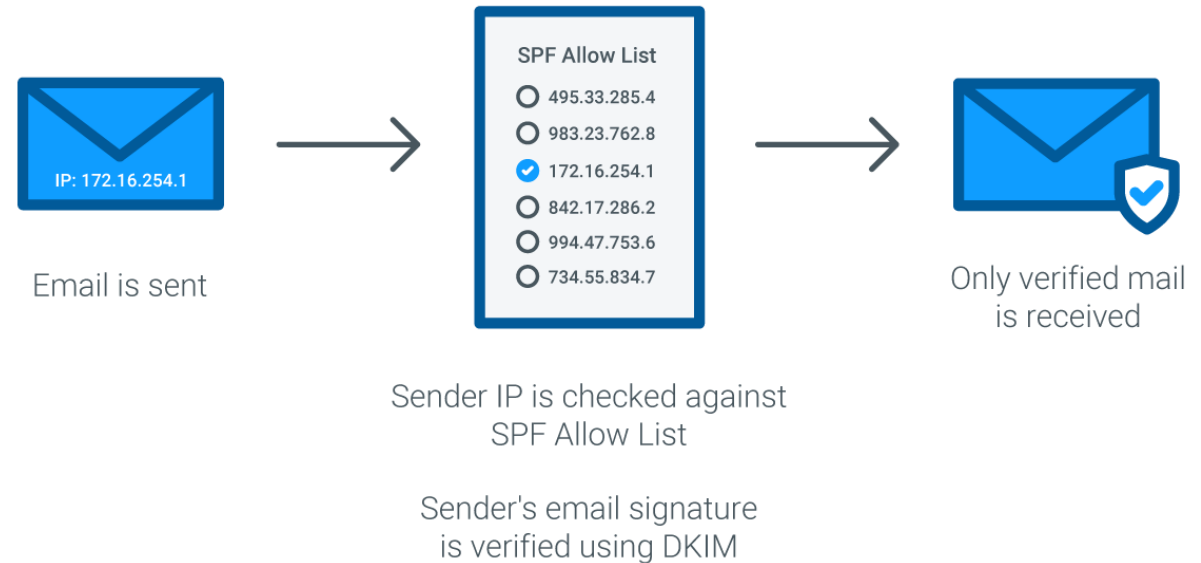 IP: 172.16.254.1
Email is sent
SPF Allow List
495.33.285.4
983.23.762.8
172.16.254.1
842.17.286.2
994.47.753.6
734.55.834.7
Sender IP is checked against
SPF Allow List
Sender's email signature
is verified using DKIM
Only verified mail
is received